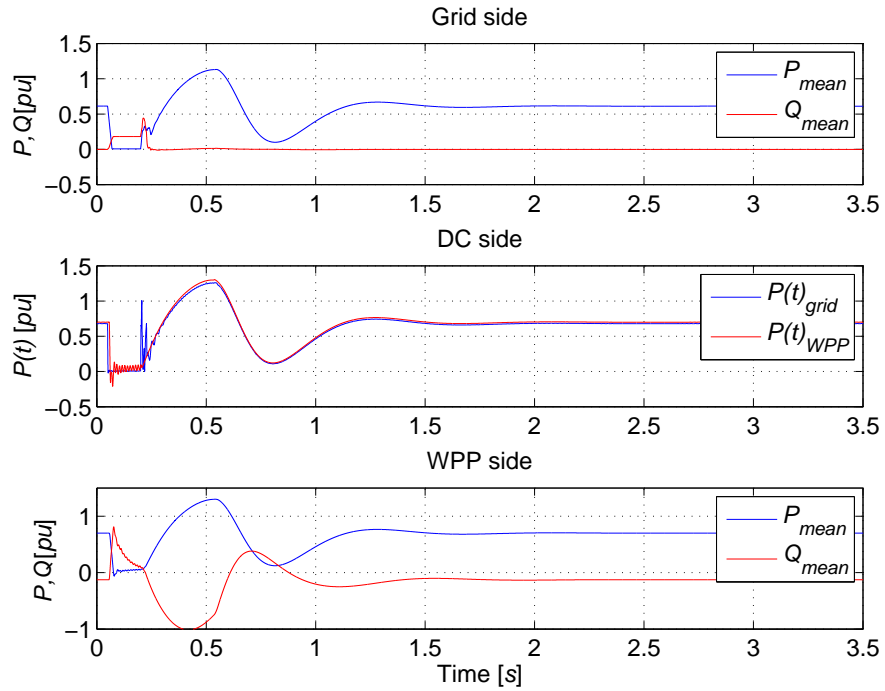 Grid side
P,Q[pu]
1.5
1
0.5
0
−0.5
0 0.5 1 1.5 2 2.5 3 3.5
P_mean
Q_mean
DC side
P(t) [pu]
1.5
1
0.5
0
−0.5
0 0.5 1 1.5 2 2.5 3 3.5
P(t)_grid
P(t)_WPP
WPP side
P,Q[pu]
1
0
−1
0 0.5 1 1.5 2 2.5 3 3.5
P_mean
Q_mean
Time [s]